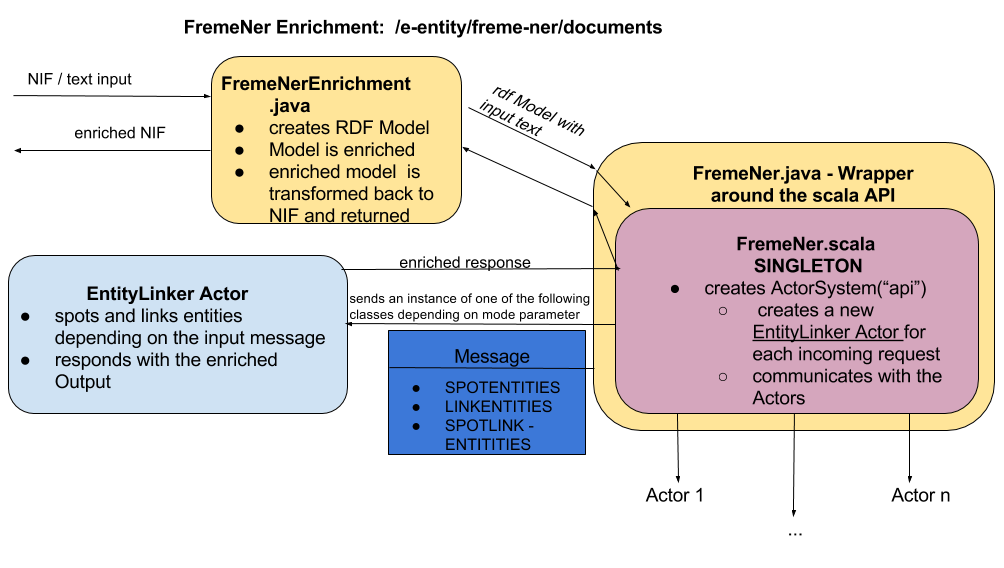 FremeNer Enrichment: /e-entity/freme-ner/documents
NIF / text input
enriched NIF
FremeNerEnrichment
.java
● creates RDF Model
● Model is enriched
● enriched model is
transformed back to
NIF and returned
rdf Model with
input text
FremeNer.java - Wrapper
around the scala API
FremeNer.scala
SINGLETON
● creates ActorSystem(“api”)
○ creates a new
EntityLinker Actor for
each incoming request
○ communicates with the
Actors
enriched response
sends an instance of one of the following
classes depending on mode parameter
EntityLinker Actor
● spots and links entities
depending on the input message
● responds with the enriched
Output
Message
● SPOTENTITIES
● LINKENTITIES
● SPOTLINK -
ENTITITIES
Actor 1
...
Actor n